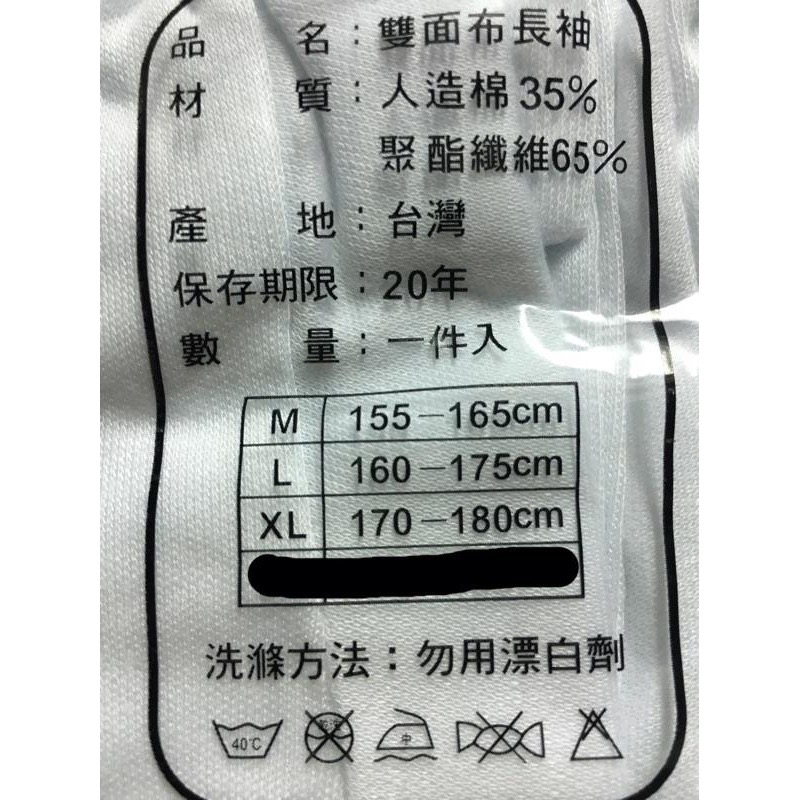 品名：雙面布長袖
材質：人造棉35%
聚酯纖維65%
產地：台灣
保存期限：20年
數量：一件入
M 155－165cm
L 160－175cm
XL 170－180cm
洗滌方法：勿用漂白劑
40℃ 中